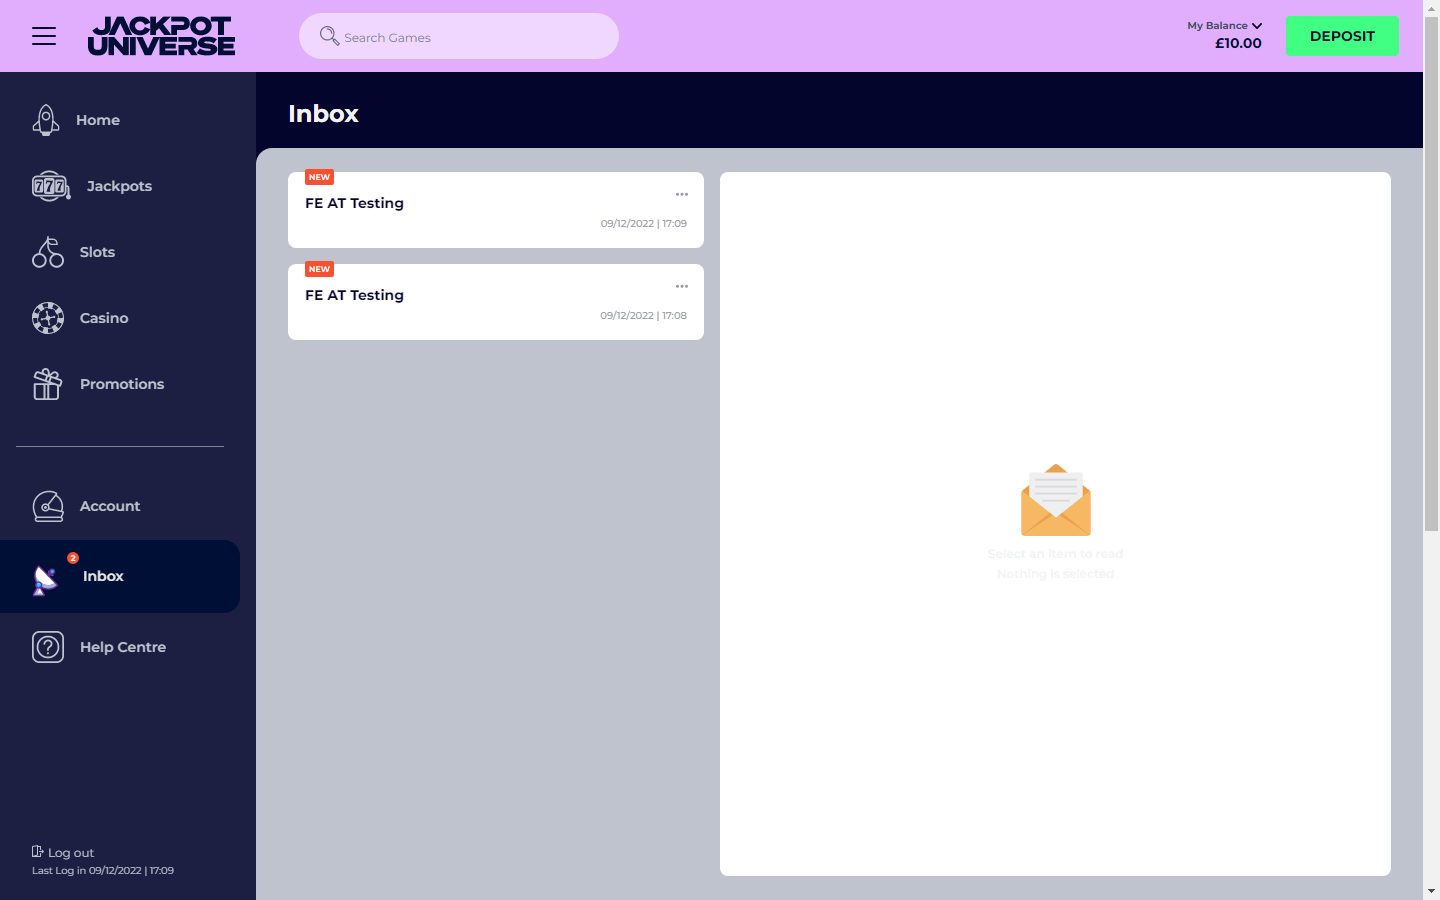 JACKPOT
UNIVERSE
Search Games
My Balance
£10.00
DEPOSIT
Home
Jackpots
Slots
Casino
Promotions
Account
2
Inbox
Help Centre
Log out
Last Log in 09/12/2022 | 17:09
Inbox
NEW
FE AT Testing
09/12/2022 | 17:09
NEW
FE AT Testing
09/12/2022 | 17:08
Select an item to read
Nothing is selected